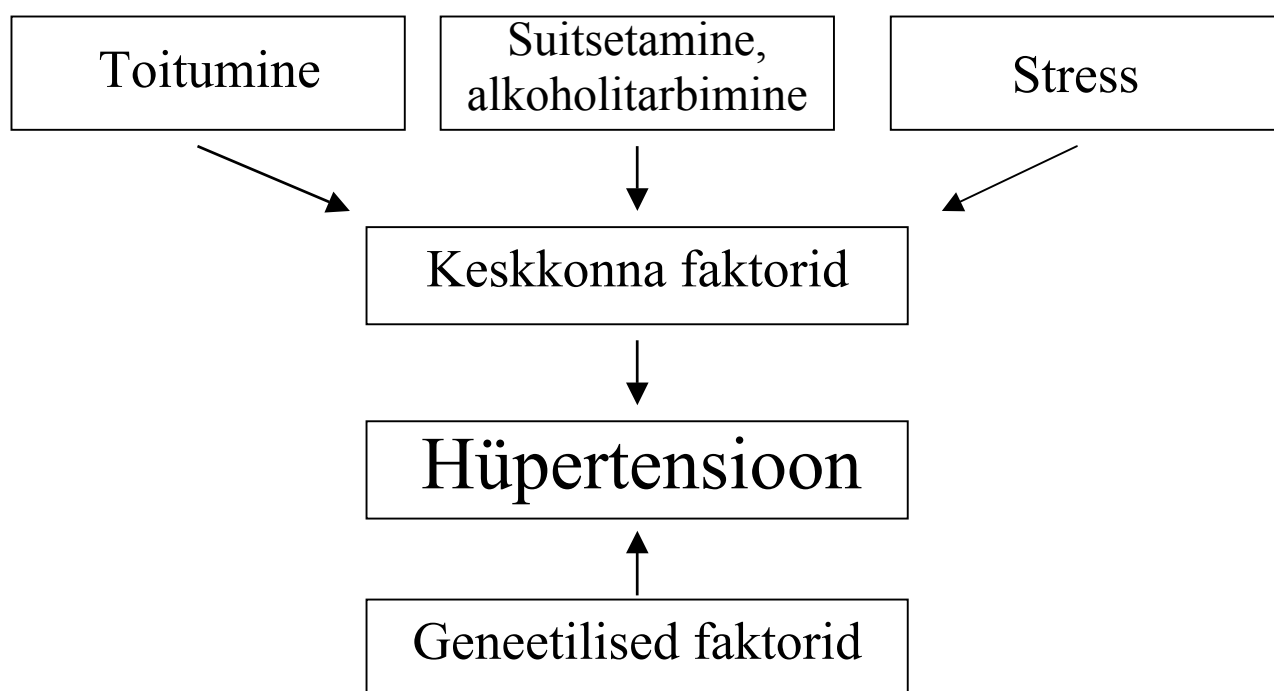 Toitumine
Suitsetamine,
alkoholitarbimine
Stress
Keskkonna faktorid
Hüpertensioon
Geneetilised faktorid